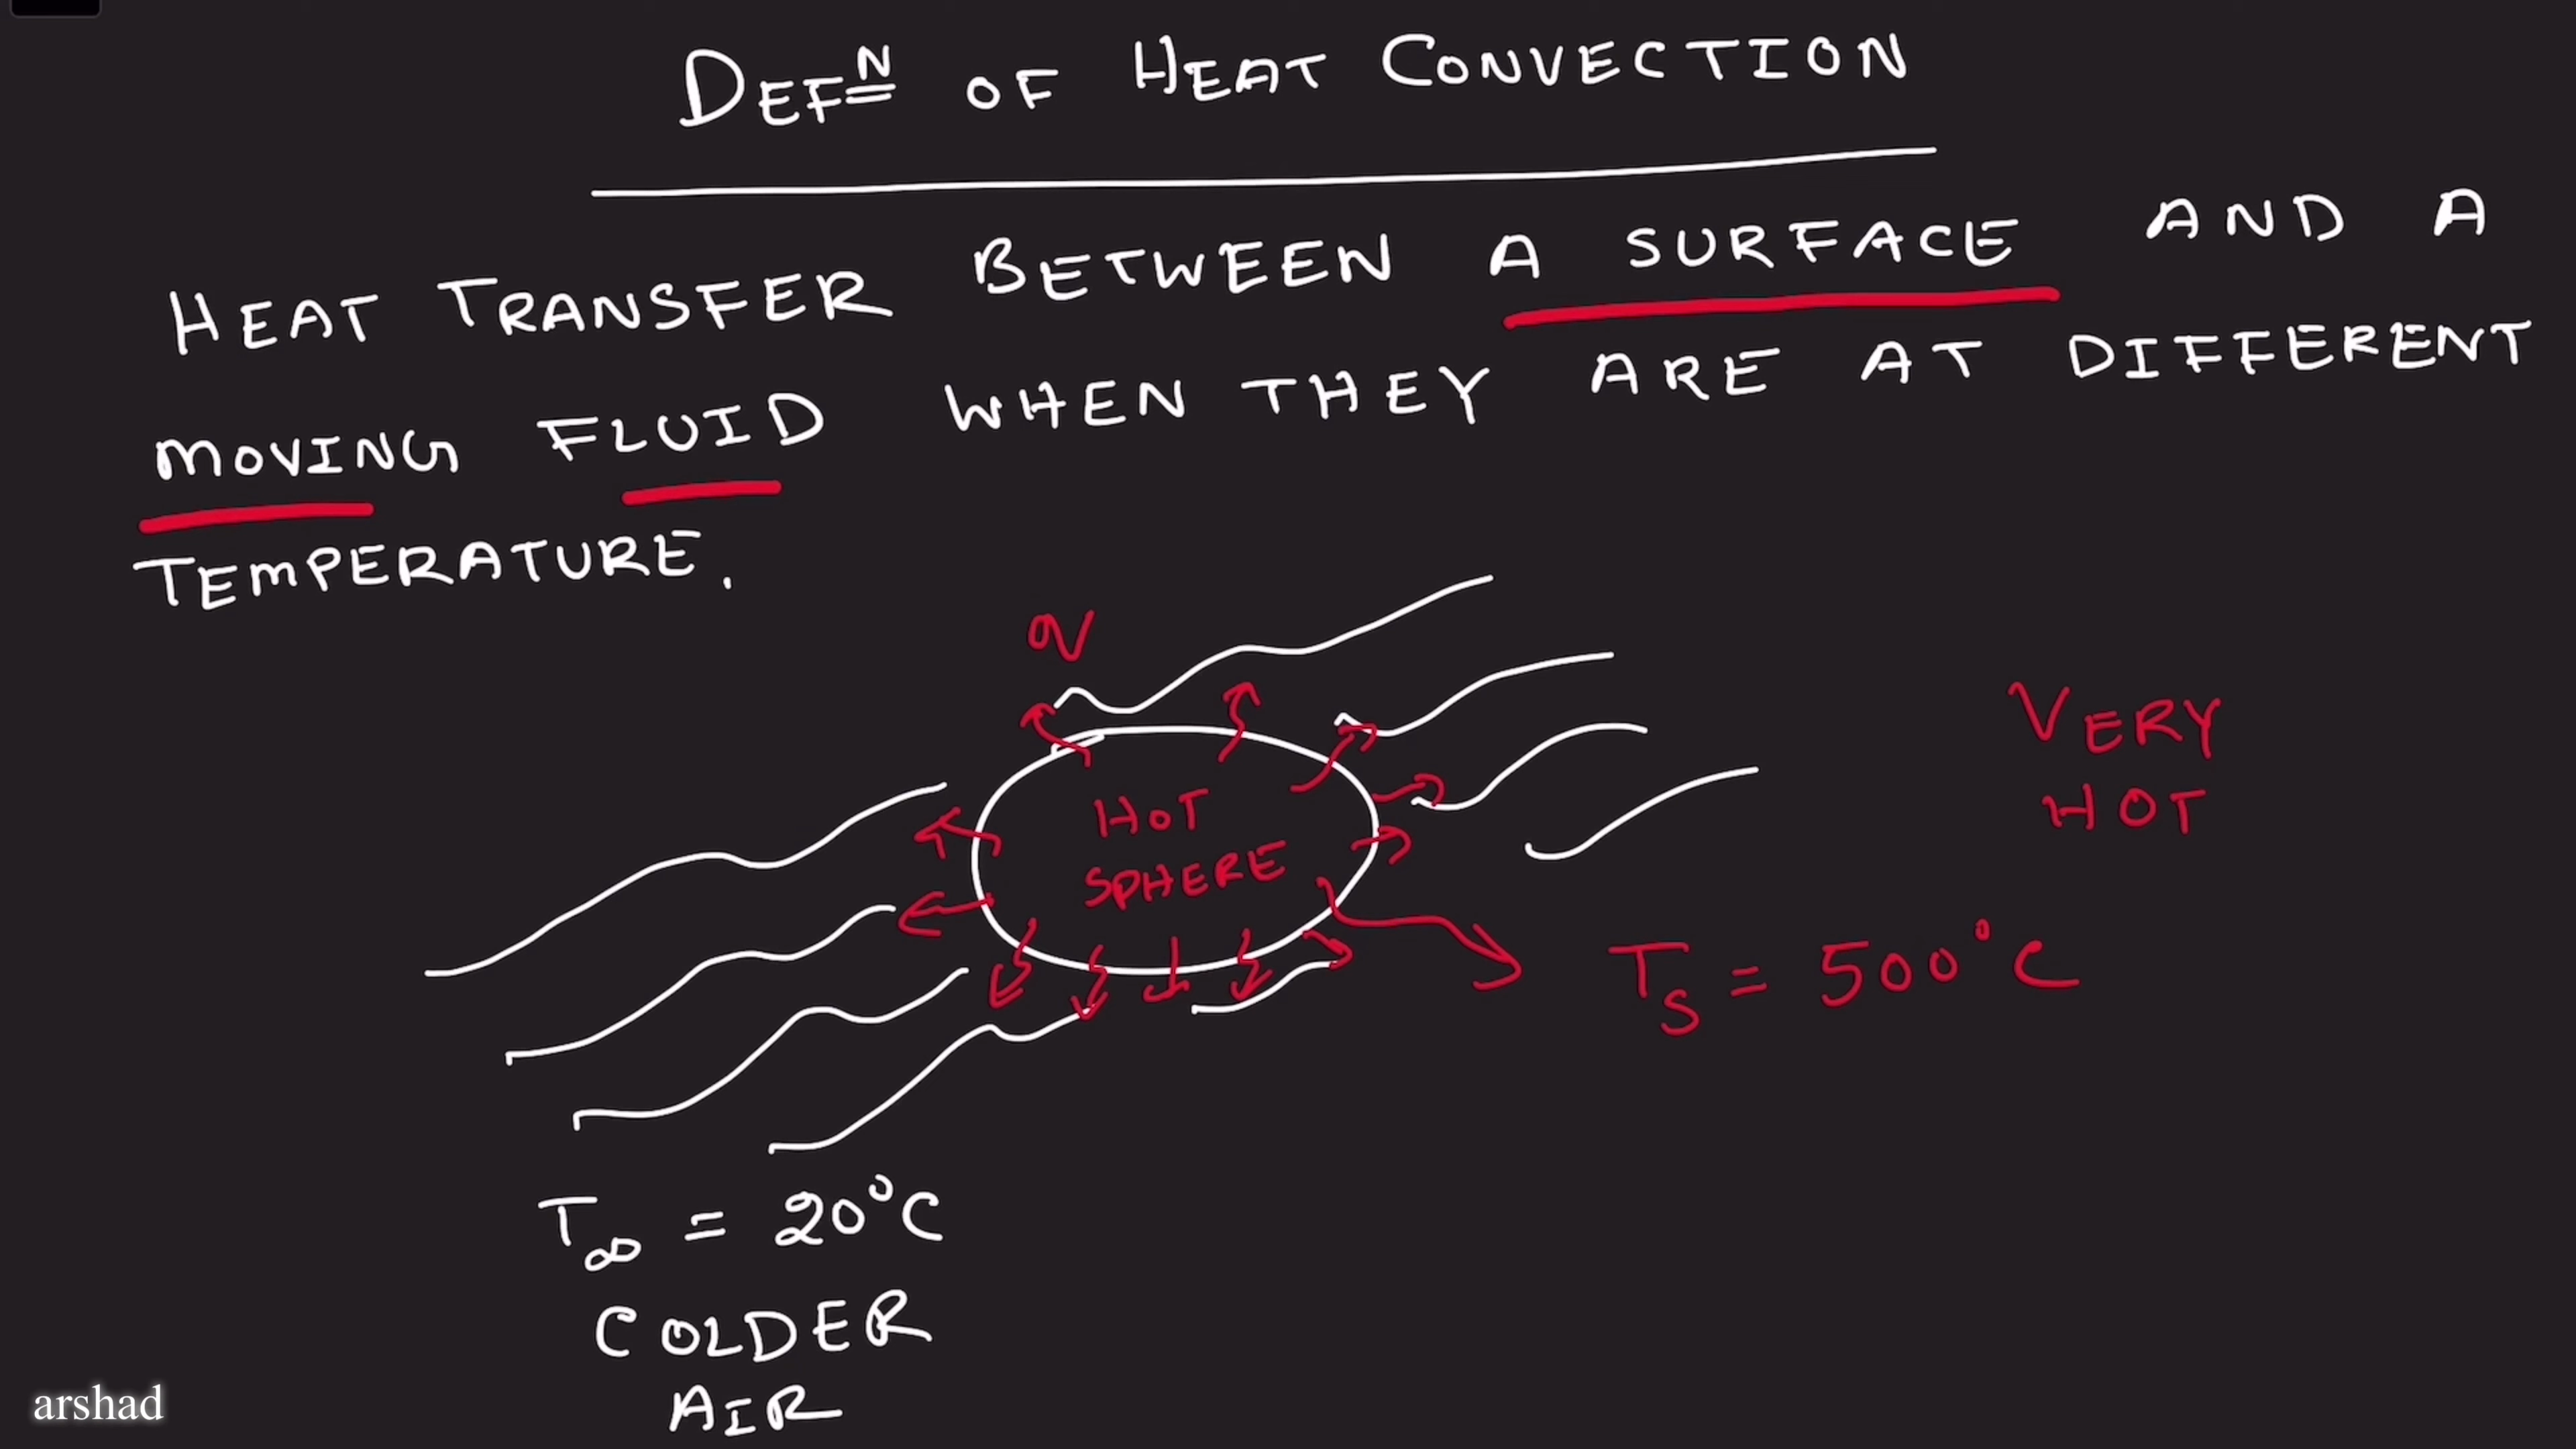 DEFᴺ OF HEAT CONVECTION
HEAT TRANSFER BETWEEN A SURFACE AND A
MOVING FLUID WHEN THEY ARE AT DIFFERENT
TEMPERATURE.
q
VERY
HOT
HOT
SPHERE
Tₛ = 500°C
T∞ = 20°C
COLDER
AIR
arshad